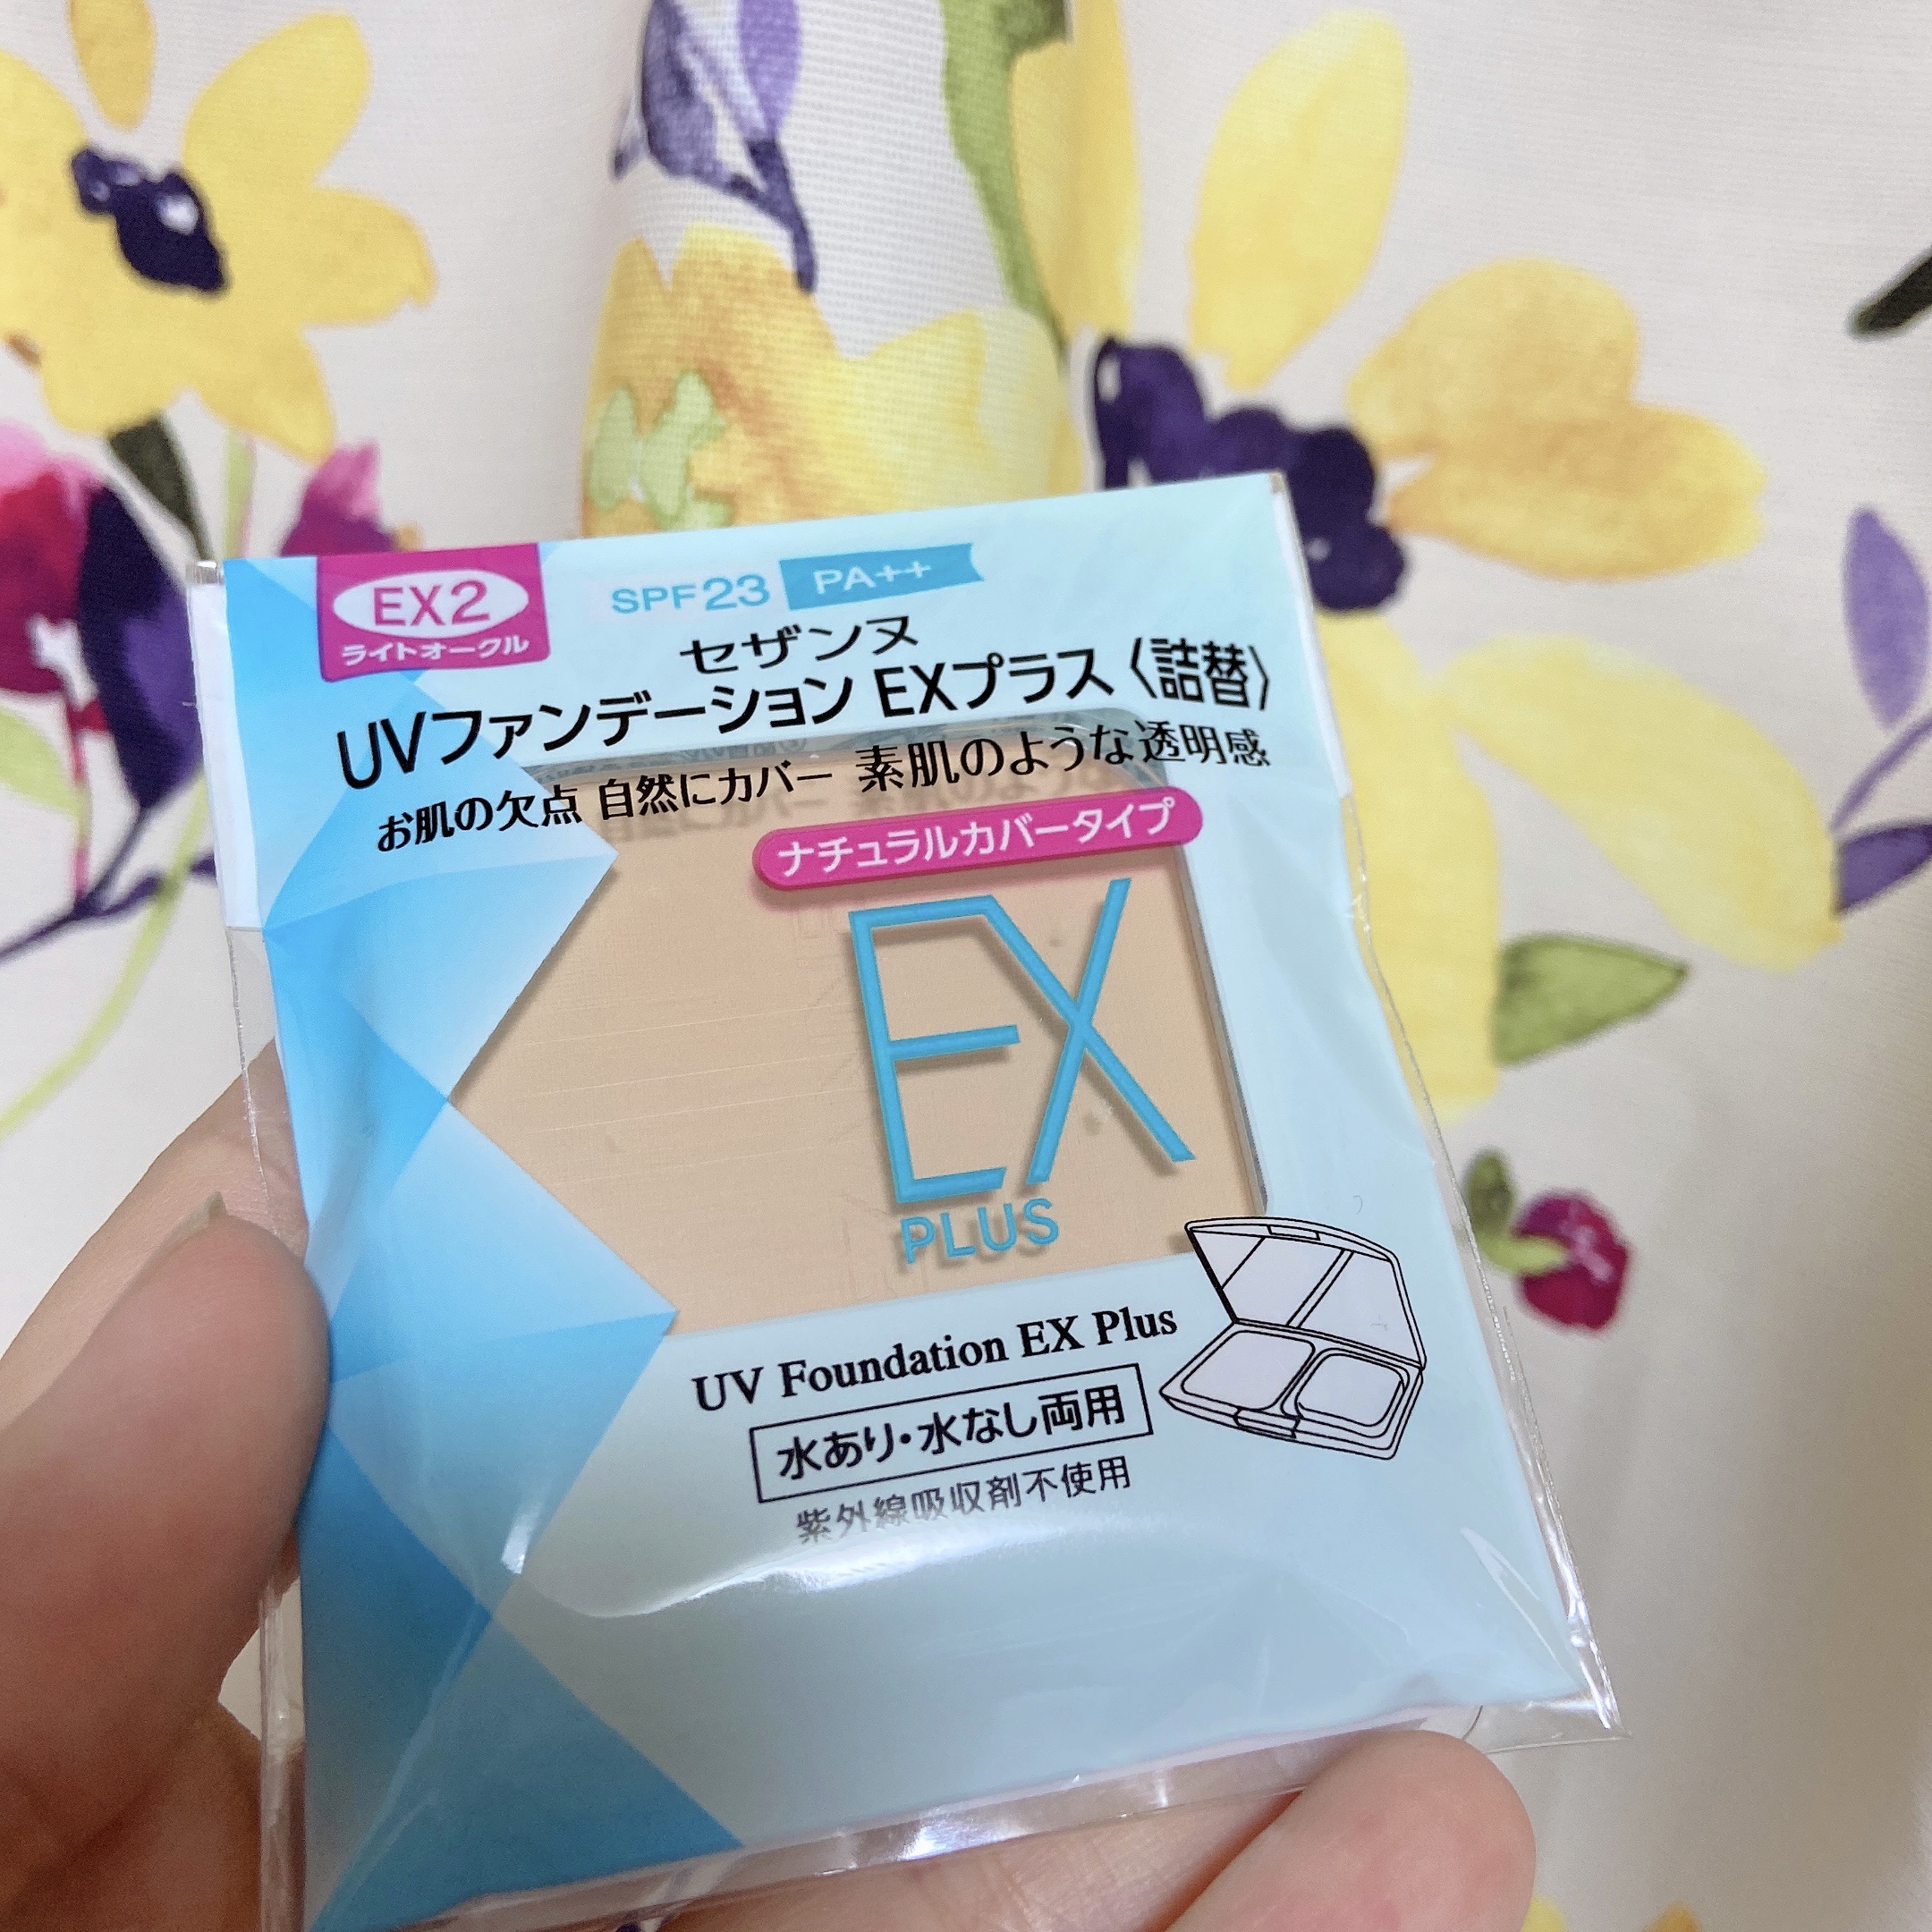 EX2
ライトオークル
SPF23 PA++
セザンヌ
UVファンデーション EXプラス〈詰替〉
お肌の欠点 自然にカバー 素肌のような透明感
ナチュラルカバータイプ
EX
PLUS
UV Foundation EX Plus
水あり・水なし両用
紫外線吸収剤不使用